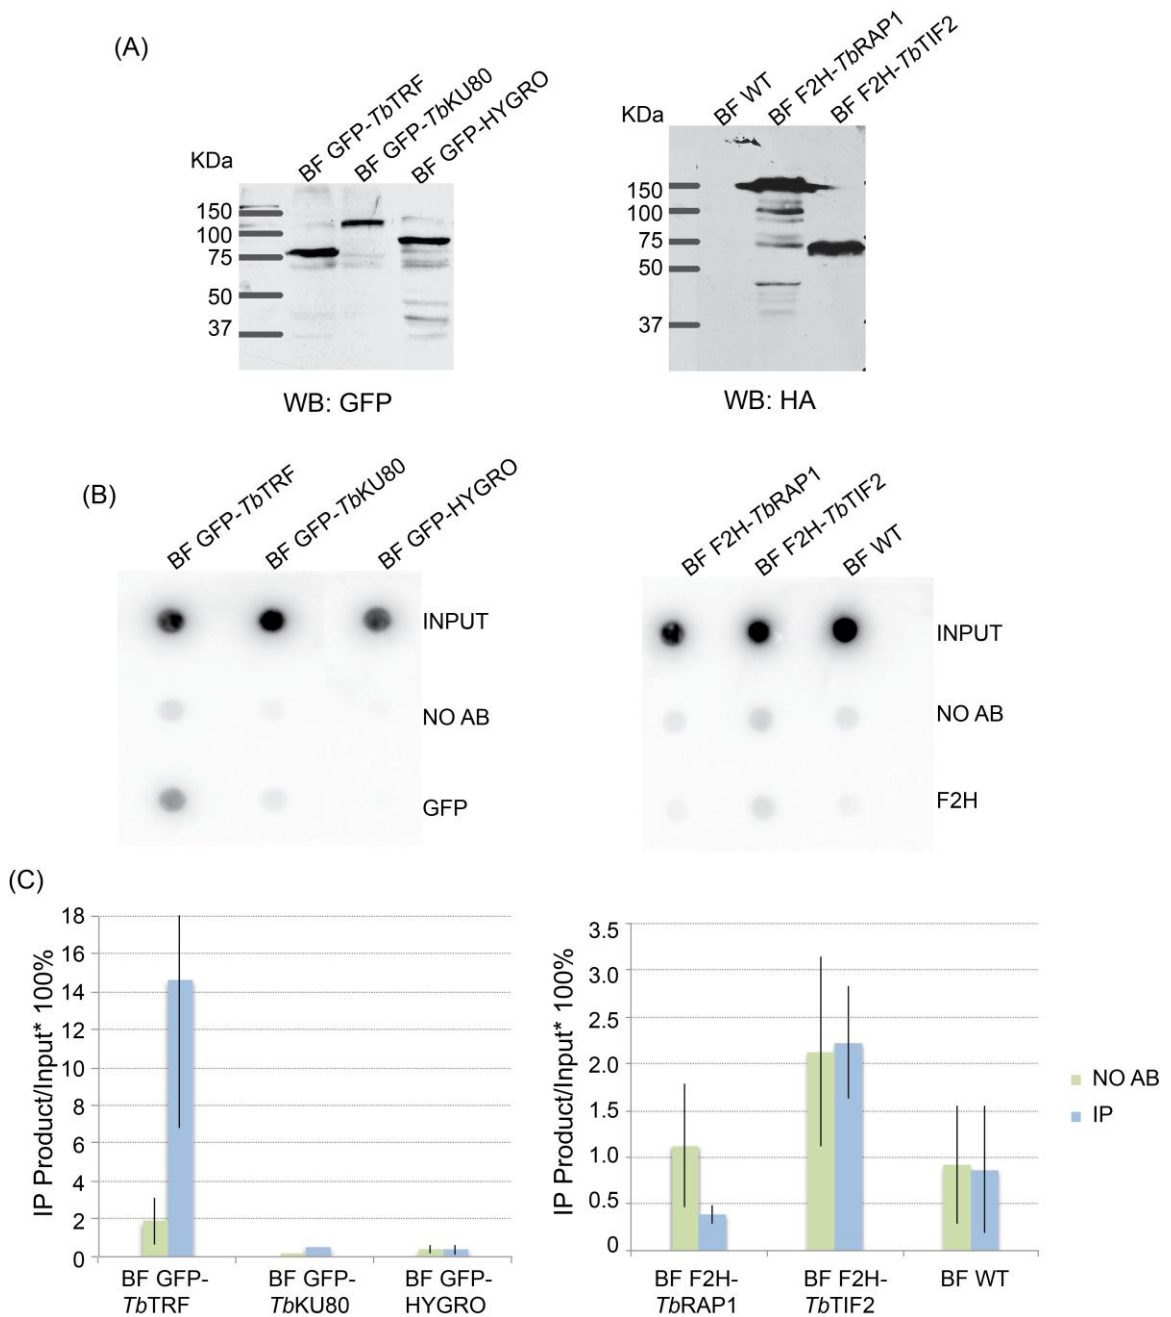 (A)
BF GFP-TbTRF
BF GFP-TbKU80
BF GFP-HYGRO
KDa
150
100
75
50
37
WB: GFP
BF WT
BF F2H-TbRAP1
BF F2H-TbTIF2
KDa
150
100
75
50
37
WB: HA
(B)
BF GFP-TbTRF
BF GFP-TbKU80
BF GFP-HYGRO
INPUT
NO AB
GFP
BF F2H-TbRAP1
BF F2H-TbTIF2
BF WT
INPUT
NO AB
F2H
(C)
IP Product/Input* 100%
18
16
14
12
10
8
6
4
2
0
BF GFP-
TbTRF
BF GFP-
TbKU80
BF GFP-
HYGRO
IP Product/Input* 100%
3.5
3.0
2.5
2.0
1.5
1.0
0.5
0
BF F2H-
TbRAP1
BF F2H-
TbTIF2
BF WT
NO AB
IP